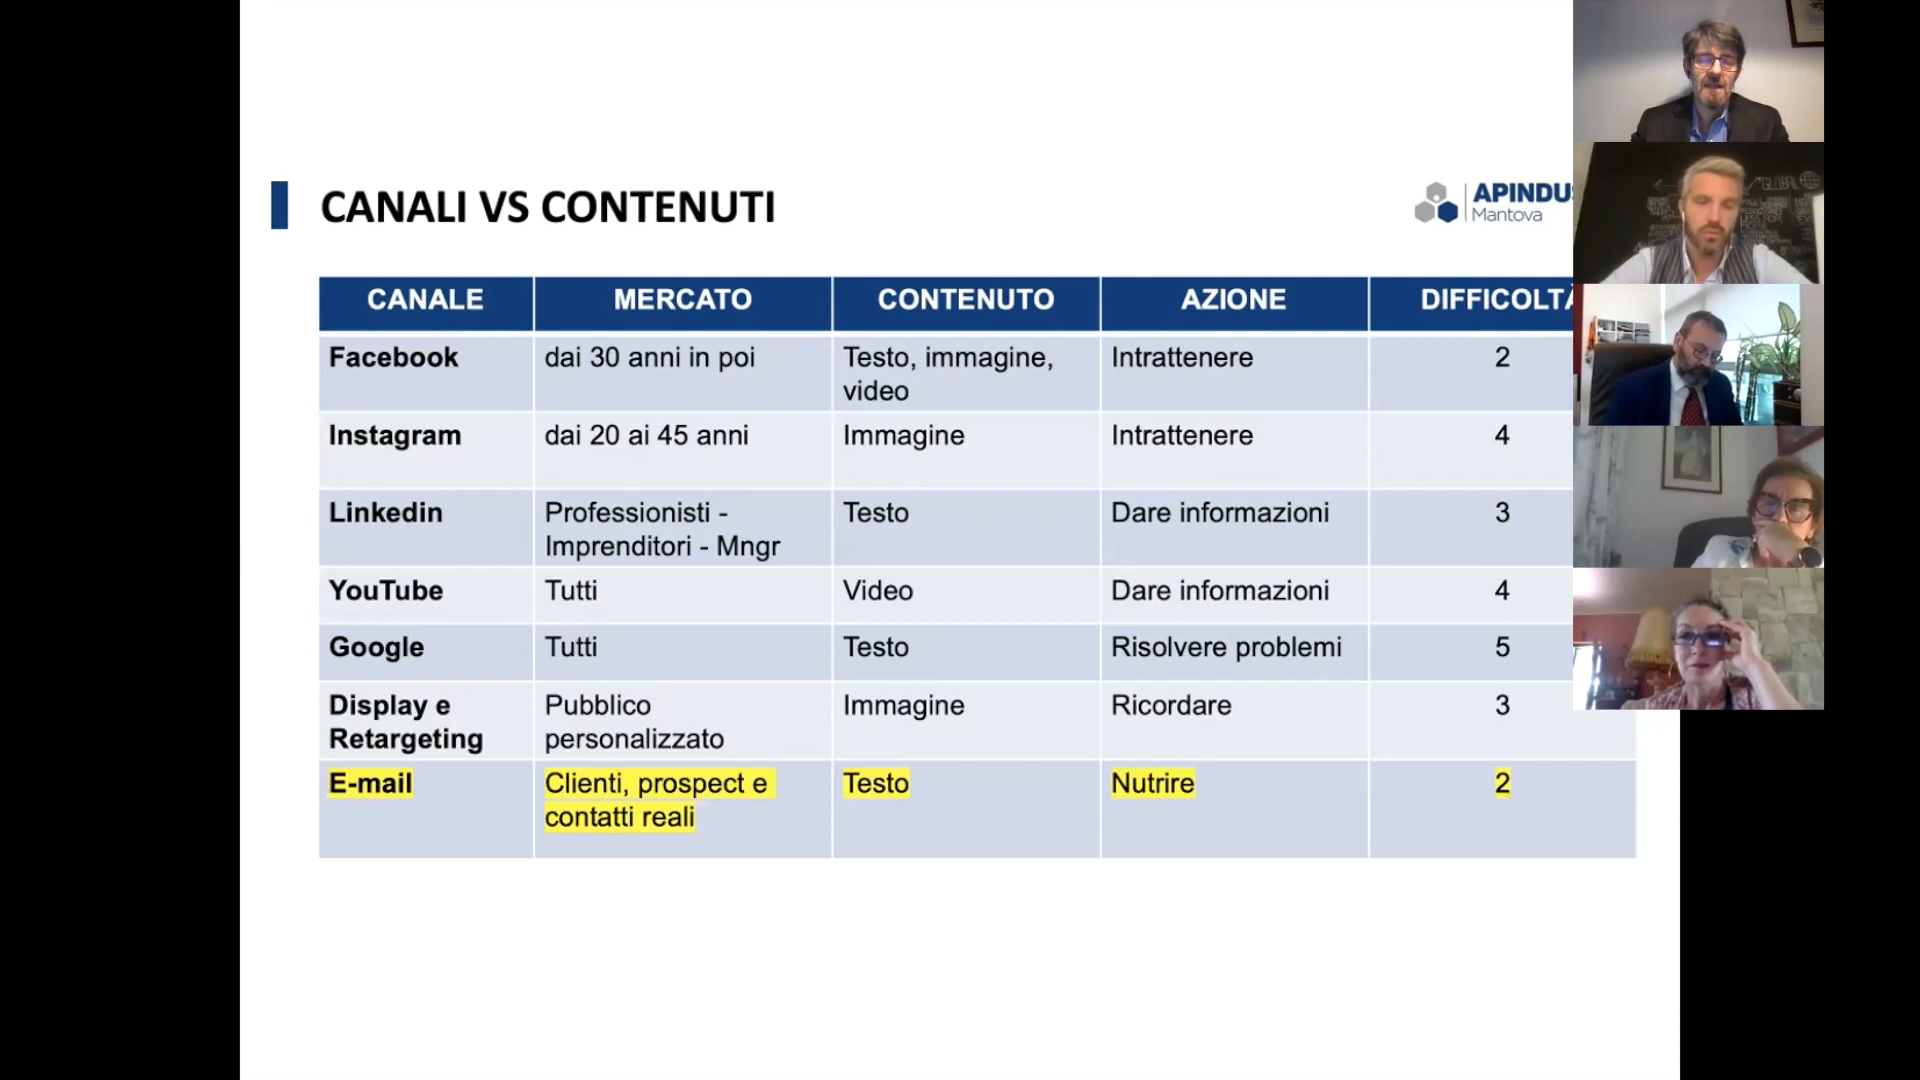 CANALI VS CONTENUTI
APINDUS
Mantova
CANALE MERCATO CONTENUTO AZIONE DIFFICOLTÀ
Facebook dai 30 anni in poi Testo, immagine, Intrattenere 2
video
Instagram dai 20 ai 45 anni Immagine Intrattenere 4
Linkedin Professionisti - Testo Dare informazioni 3
Imprenditori - Mngr
YouTube Tutti Video Dare informazioni 4
Google Tutti Testo Risolvere problemi 5
Display e Pubblico Immagine Ricordare 3
Retargeting personalizzato
E-mail Clienti, prospect e Testo Nutrire 2
contatti reali
GLOBAL